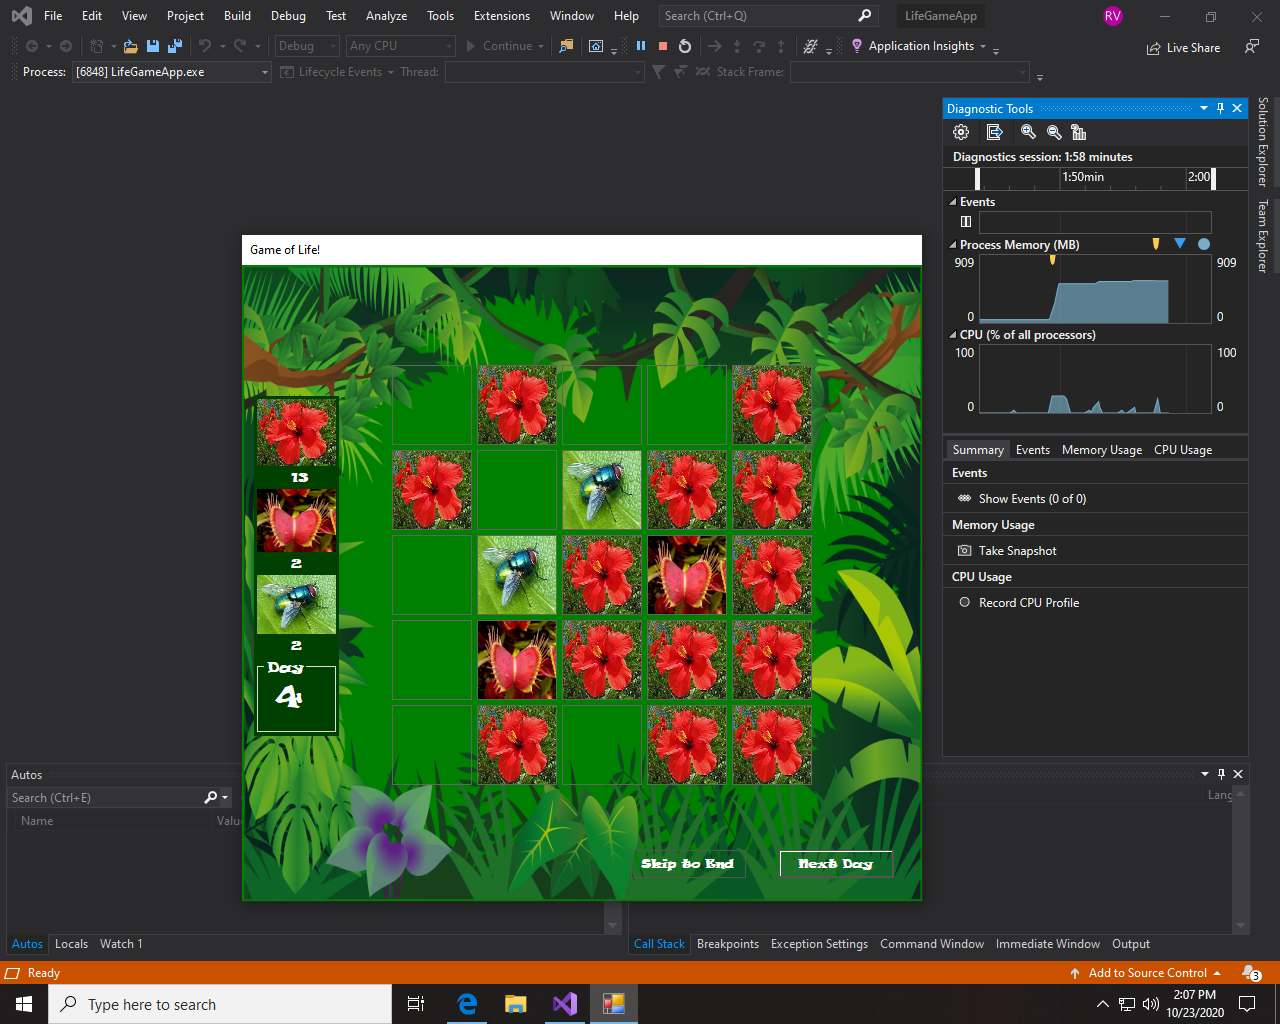 File Edit View Project Build Debug Test Analyze Tools Extensions Window Help Search (Ctrl+Q) LifeGameApp RV
Debug Any CPU Continue Application Insights Live Share
Process: [6848] LifeGameApp.exe Lifecycle Events Thread: Stack Frame:
Diagnostic Tools
Diagnostics session: 1:58 minutes
1:50min 2:00
Events
Process Memory (MB)
909 909
0 0
CPU (% of all processors)
100 100
0 0
Summary Events Memory Usage CPU Usage
Events
Show Events (0 of 0)
Memory Usage
Take Snapshot
CPU Usage
Record CPU Profile
Solution Explorer
Team Explorer
Game of Life!
13
2
2
Day
4
Skip to End Next Day
Autos
Search (Ctrl+E)
Name Valu
Lang
Autos Locals Watch 1
Call Stack Breakpoints Exception Settings Command Window Immediate Window Output
Ready Add to Source Control 3
Type here to search
2:07 PM
10/23/2020